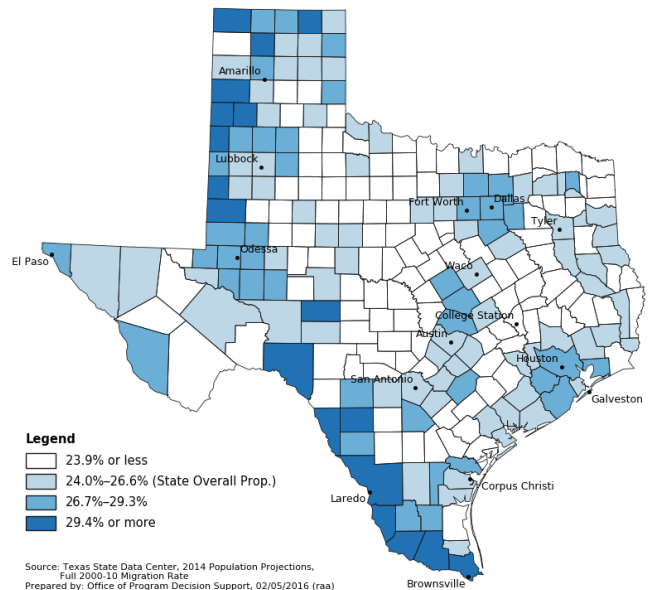 Amarillo
Lubbock
Fort Worth
Dallas
Tyler
El Paso
Odessa
Waco
College Station
Austin
Houston
San Antonio
Galveston
Legend
23.9% or less
24.0%–26.6% (State Overall Prop.)
26.7%–29.3%
29.4% or more
Laredo
Corpus Christi
Source: Texas State Data Center, 2014 Population Projections,
Full 2000-10 Migration Rate
Prepared by: Office of Program Decision Support, 02/05/2016 (raa)
Brownsville